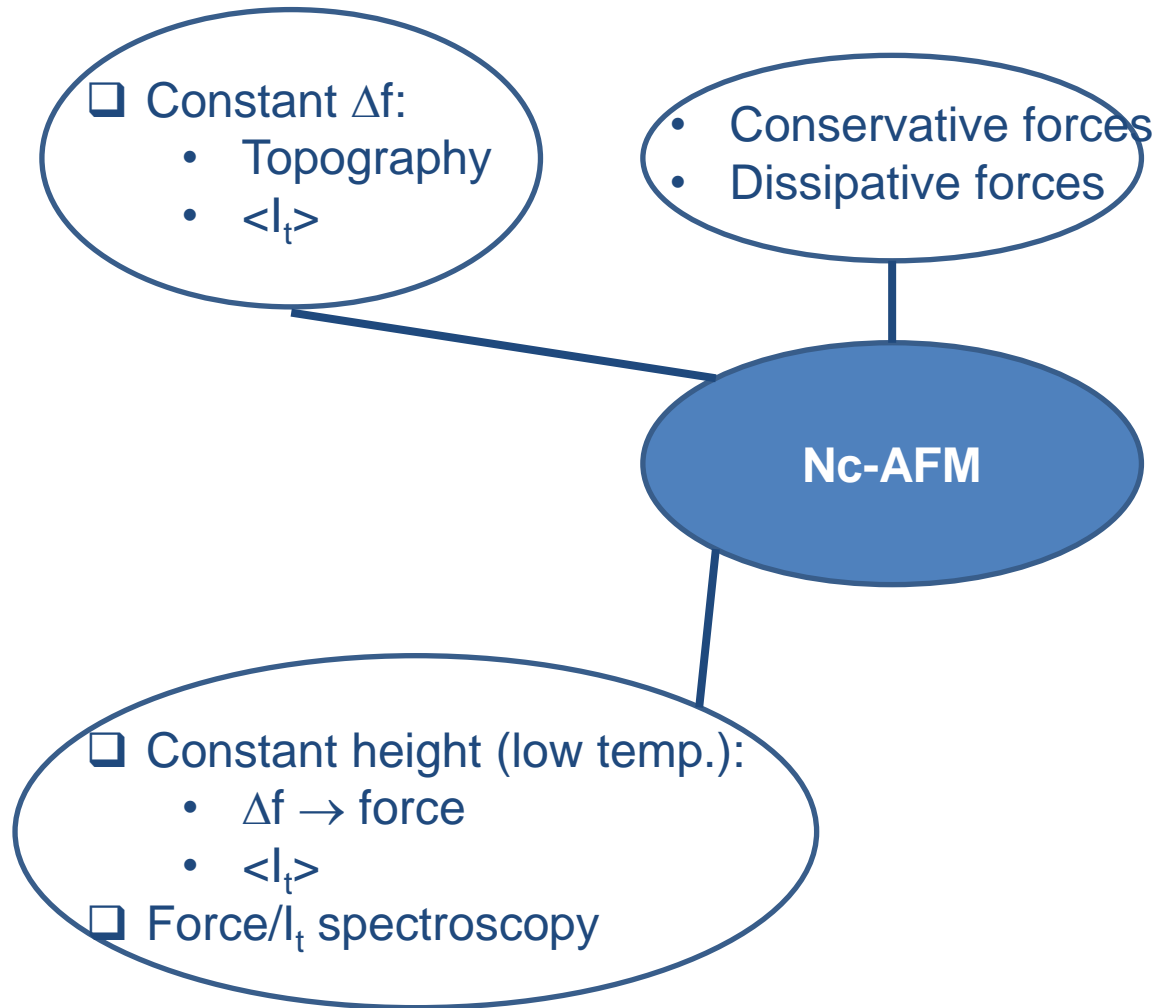 ❑ Constant Δf:
• Topography
• <Iₜ>
• Conservative forces
• Dissipative forces
Nc-AFM
❑ Constant height (low temp.):
• Δf → force
• <Iₜ>
❑ Force/Iₜ spectroscopy